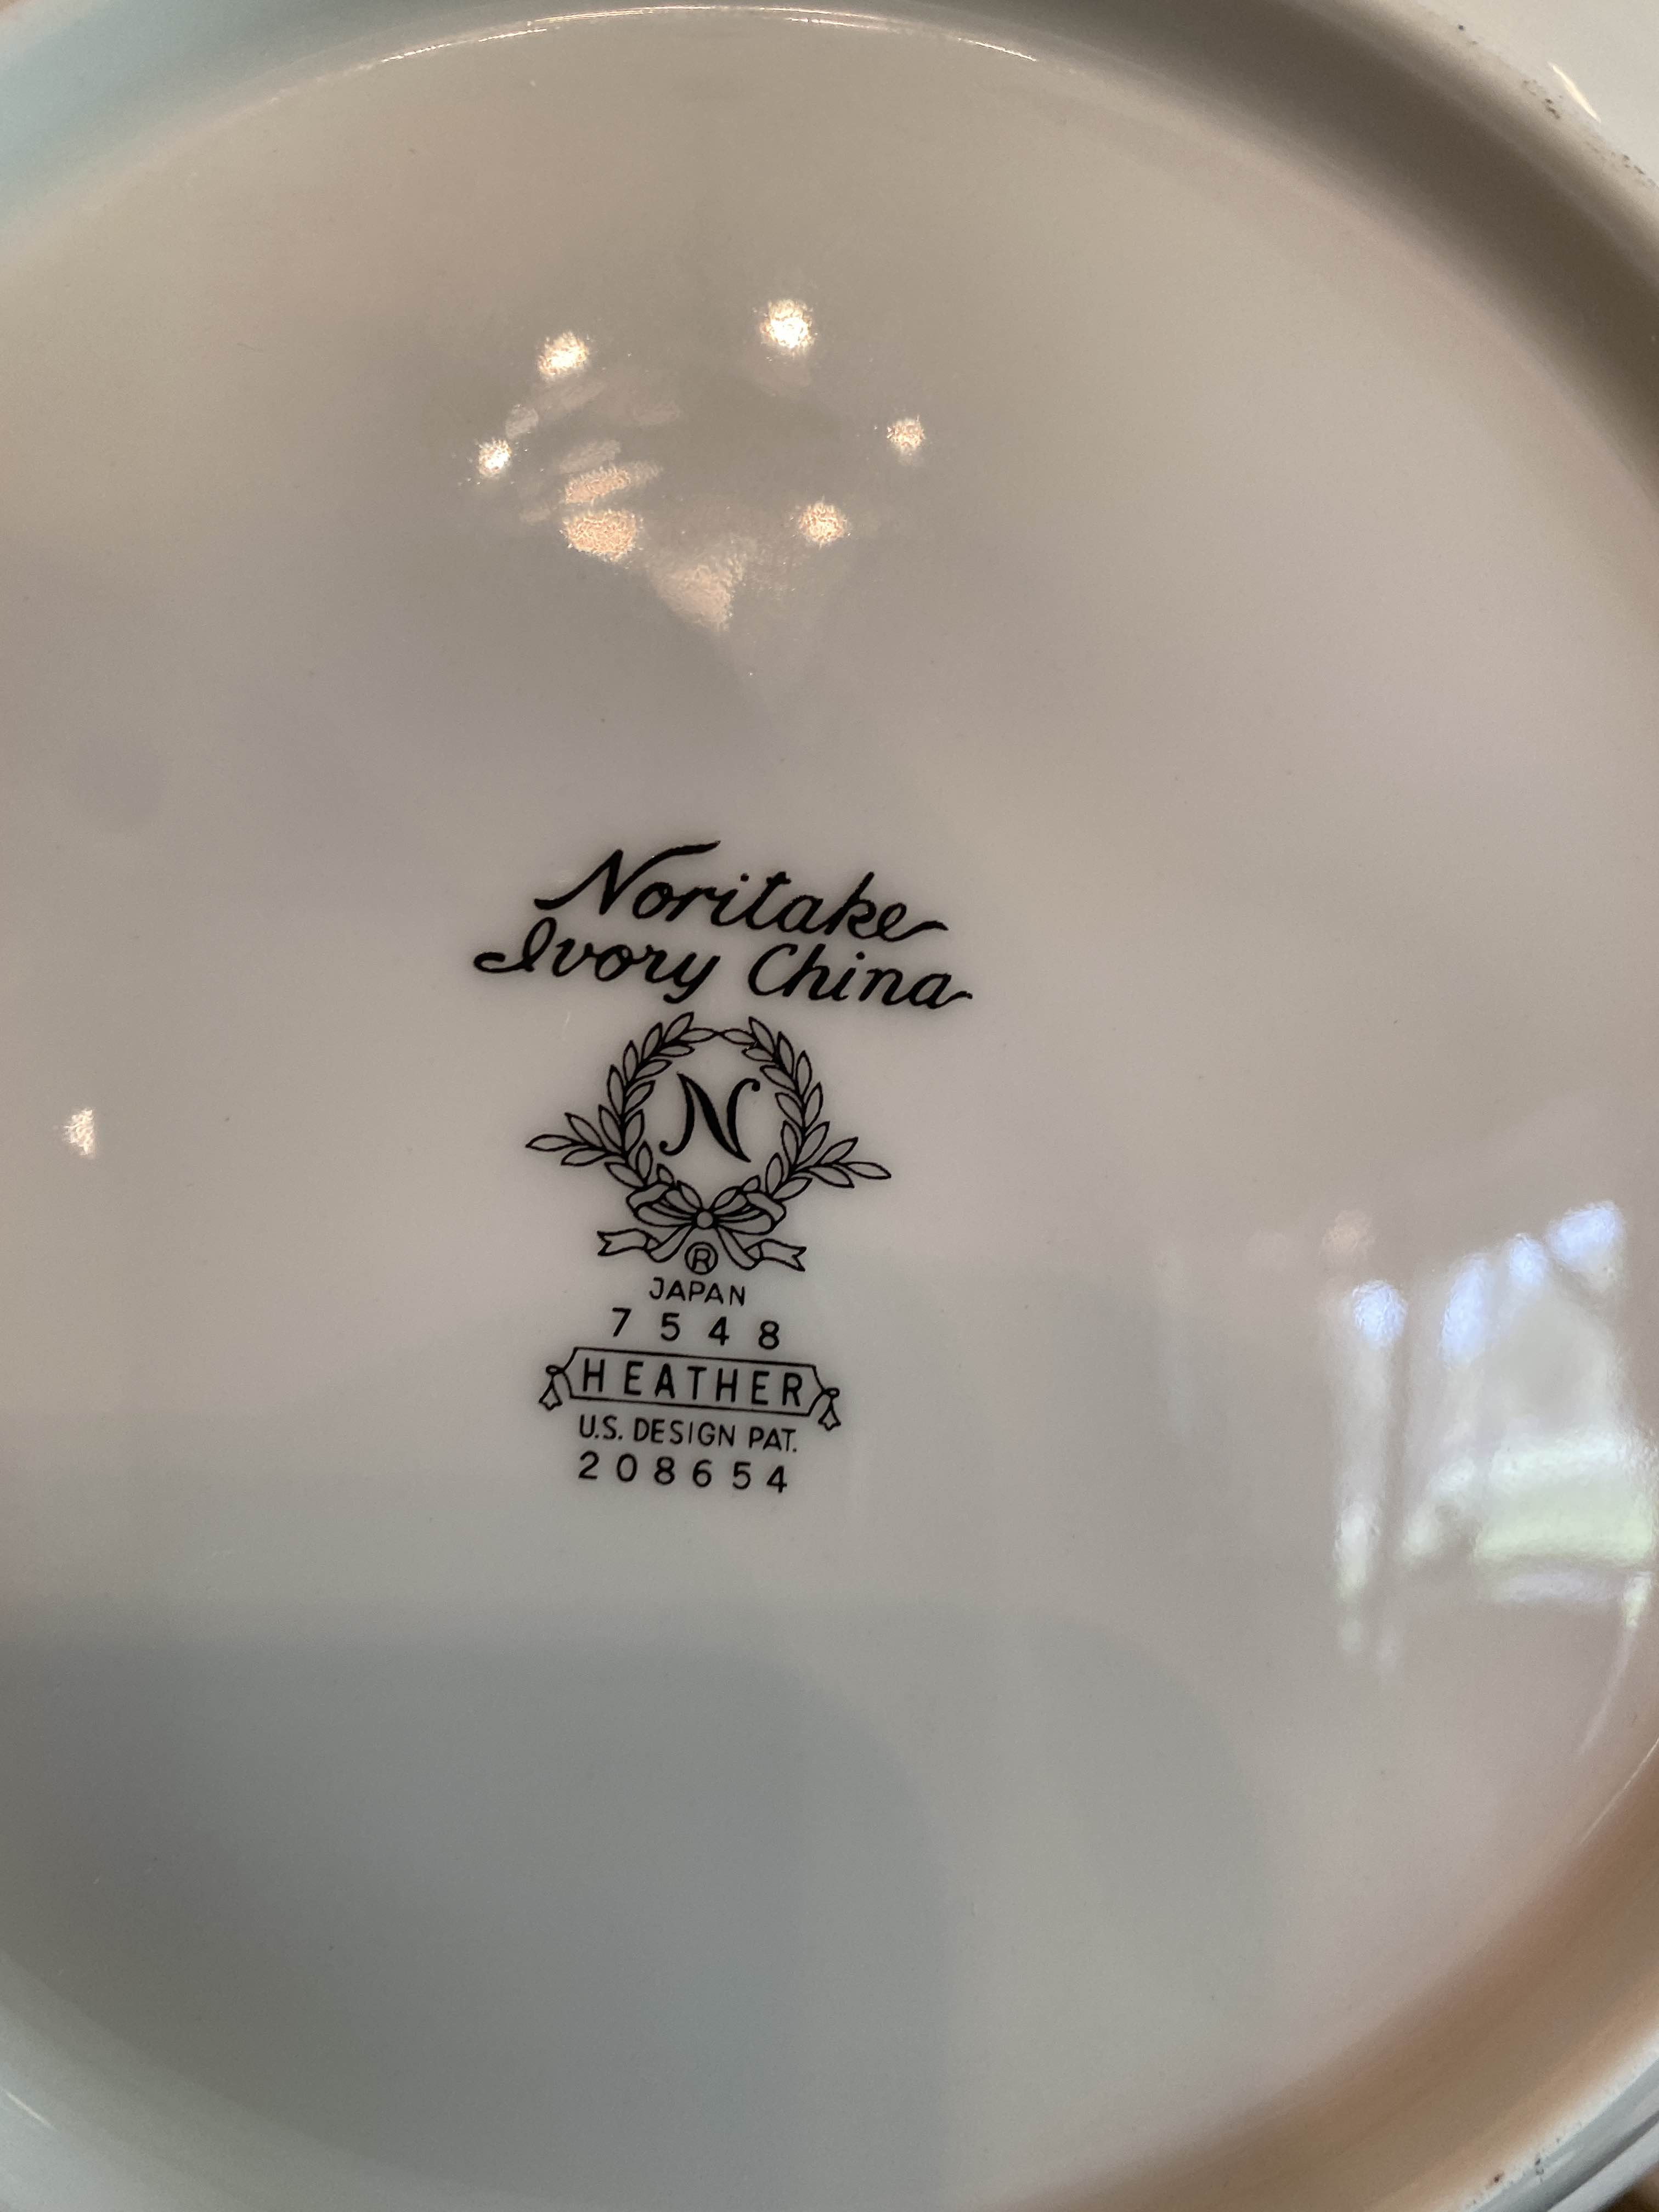 Noritake
Ivory China
N
®
JAPAN
7548
HEATHER
U.S. DESIGN PAT.
208654